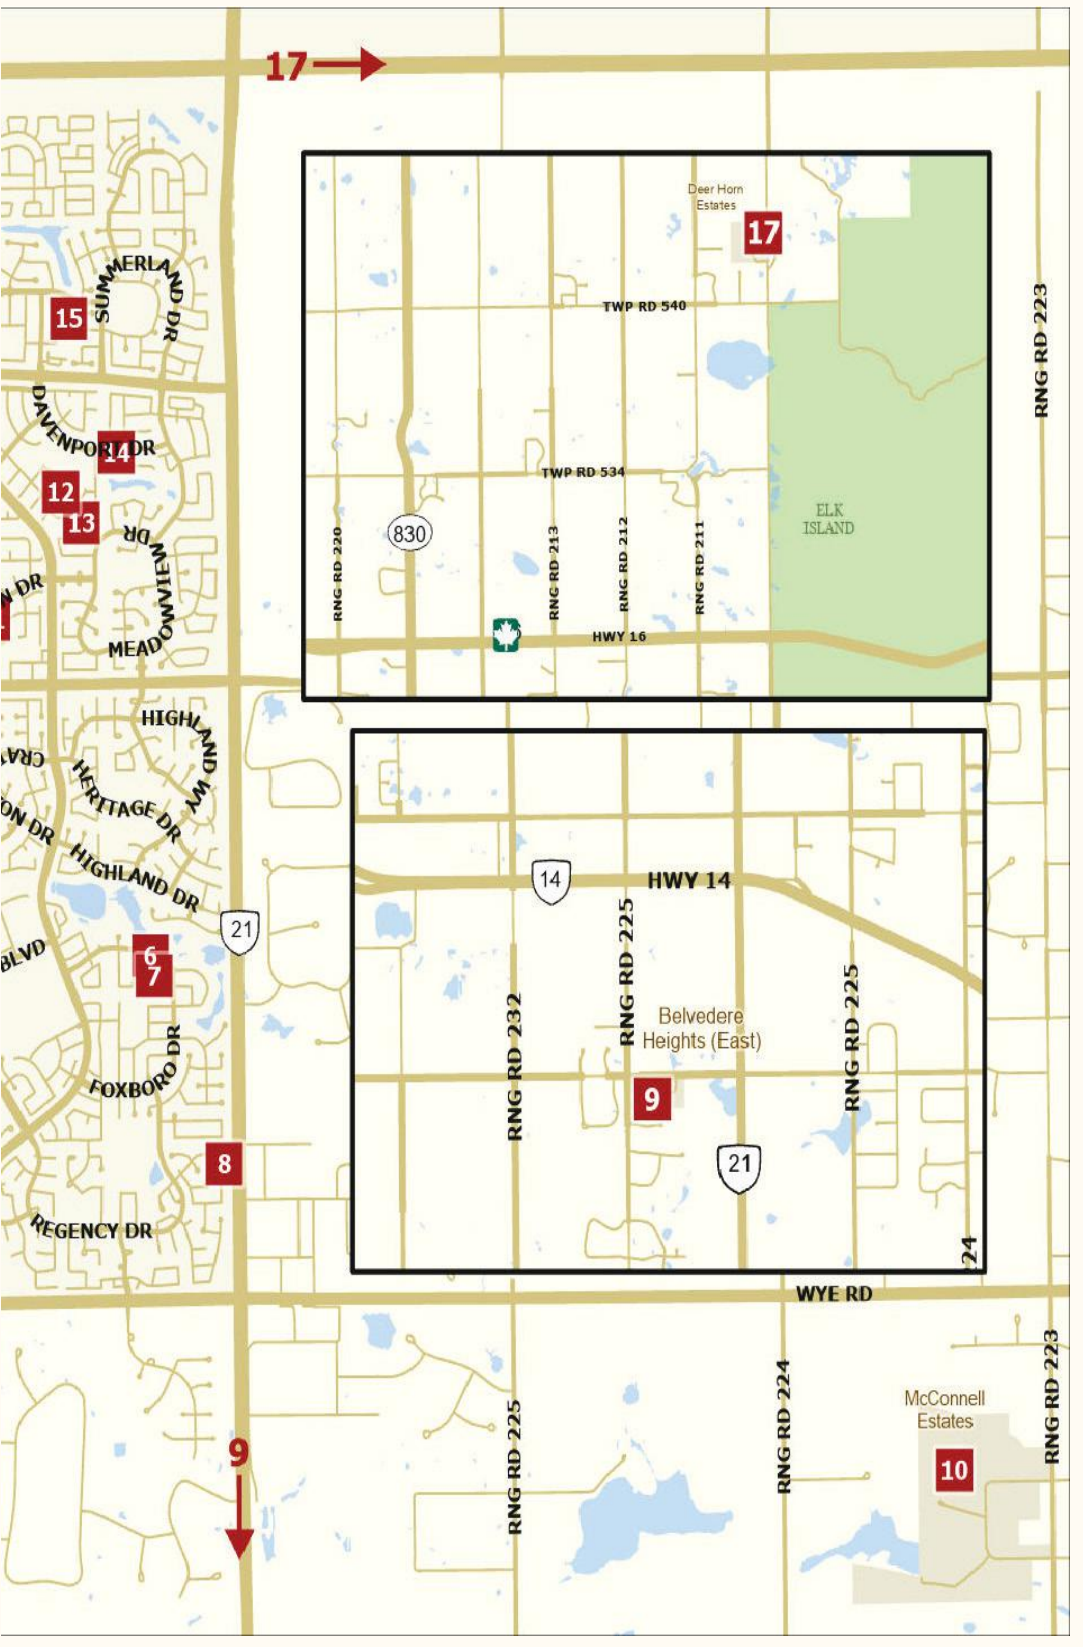 17
Deer Horn
Estates
17
SUMMERLAND DR
15
TWP RD 540
RNG RD 223
DAVENPORT DR
14
12
13
TWP RD 534
ELK
ISLAND
830
RNG RD 220
RNG RD 213
RNG RD 212
RNG RD 211
MEADOWVIEW DR
N DR
HWY 16
HIGHLAND WY
CRA
HERITAGE DR
ON DR
HIGHLAND DR
14
HWY 14
21
BLVD
6
7
RNG RD 225
RNG RD 232
Belvedere
Heights (East)
RNG RD 225
FOXBORO DR
9
8
21
REGENCY DR
24
WYE RD
RNG RD 223
RNG RD 224
RNG RD 225
McConnell
Estates
9
10